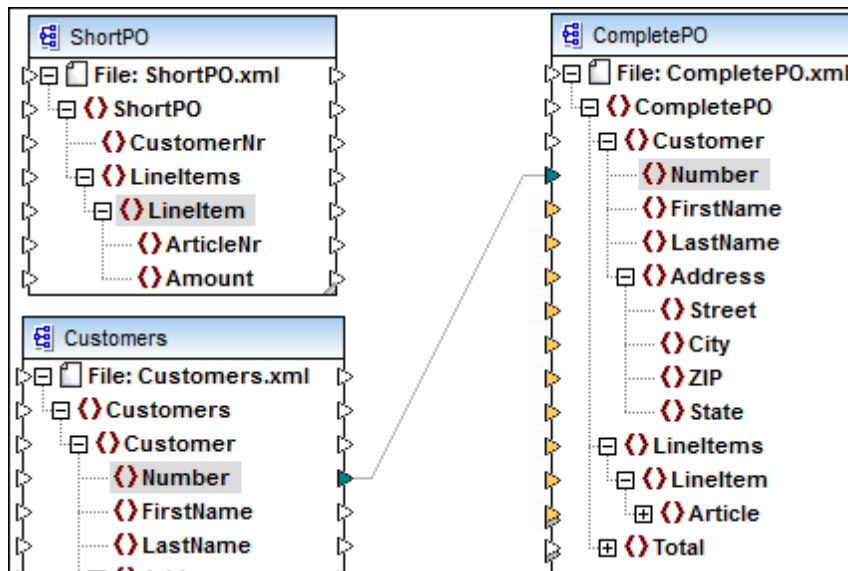 ShortPO
File: ShortPO.xml
ShortPO
CustomerNr
LineItems
LineItem
ArticleNr
Amount
Customers
File: Customers.xml
Customers
Customer
Number
FirstName
LastName
CompletePO
File: CompletePO.xml
CompletePO
Customer
Number
FirstName
LastName
Address
Street
City
ZIP
State
LineItems
LineItem
Article
Total